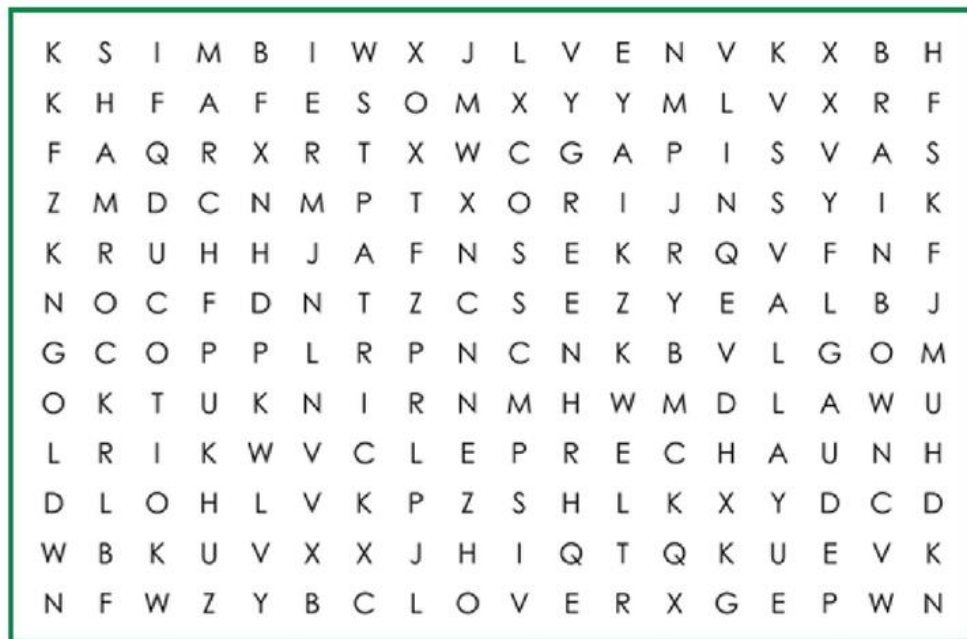 K S I M B I W X J L V E N V K X B H
K H F A F E S O M X Y Y M L V X R F
F A Q R X R T X W C G A P I S V A S
Z M D C N M P T X O R I J N S Y I K
K R U H H J A F N S E K R Q V F N F
N O C F D N T Z C S E Z Y E A L B J
G C O P P L R P N C N K B V L G O M
O K T U K N I R N M H W M D L A W U
L R I K W V C L E P R E C H A U N H
D L O H L V K P Z S H L K X Y D C D
W B K U V X X J H I Q T Q K U E V K
N F W Z Y B C L O V E R X G E P W N